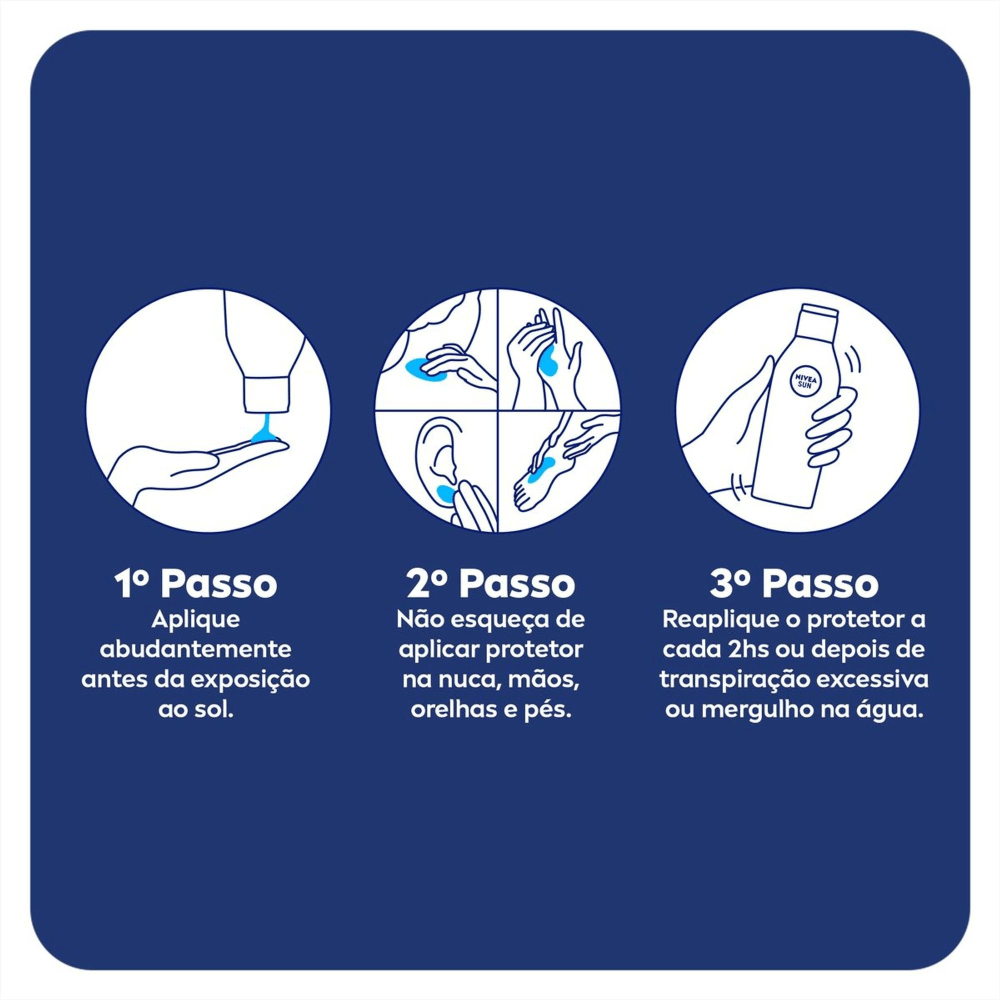 NIVEA
SUN
1º Passo
Aplique
abudantemente
antes da exposição
ao sol.
2º Passo
Não esqueça de
aplicar protetor
na nuca, mãos,
orelhas e pés.
3º Passo
Reaplique o protetor a
cada 2hs ou depois de
transpiração excessiva
ou mergulho na água.